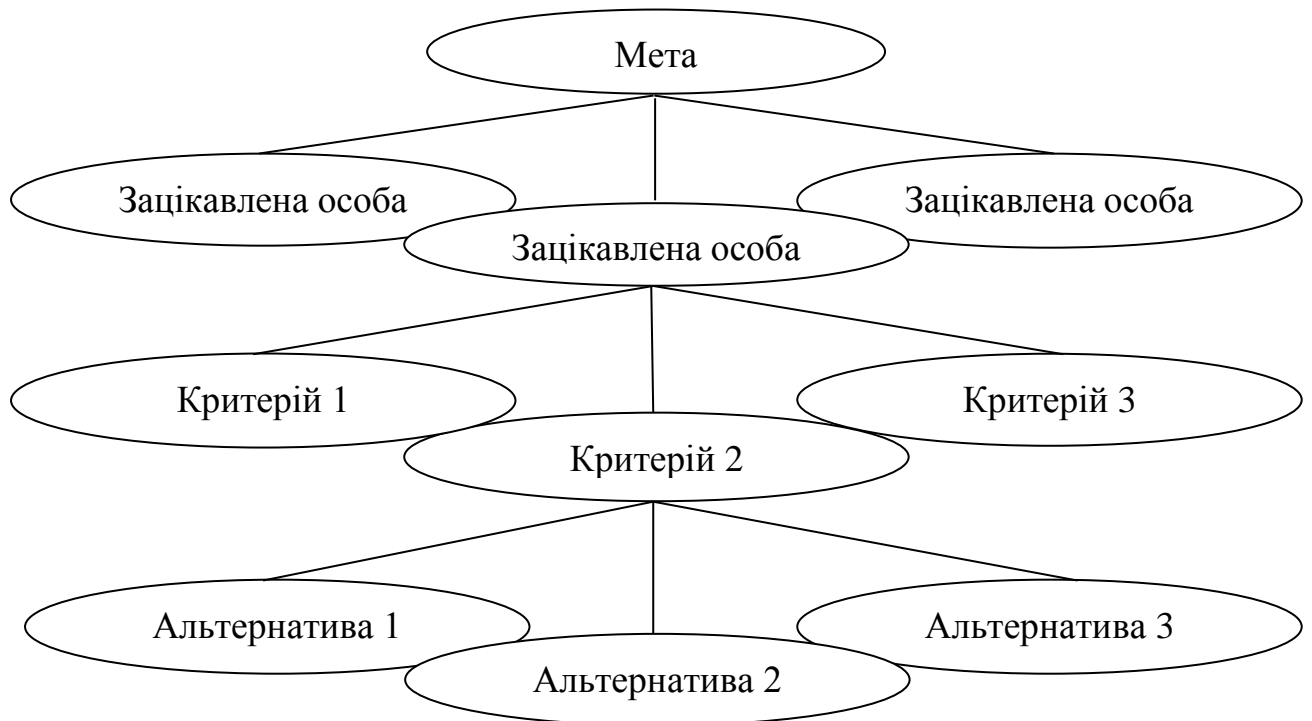 Мета
Зацікавлена особа
Зацікавлена особа
Зацікавлена особа
Критерій 1
Критерій 3
Критерій 2
Альтернатива 1
Альтернатива 3
Альтернатива 2